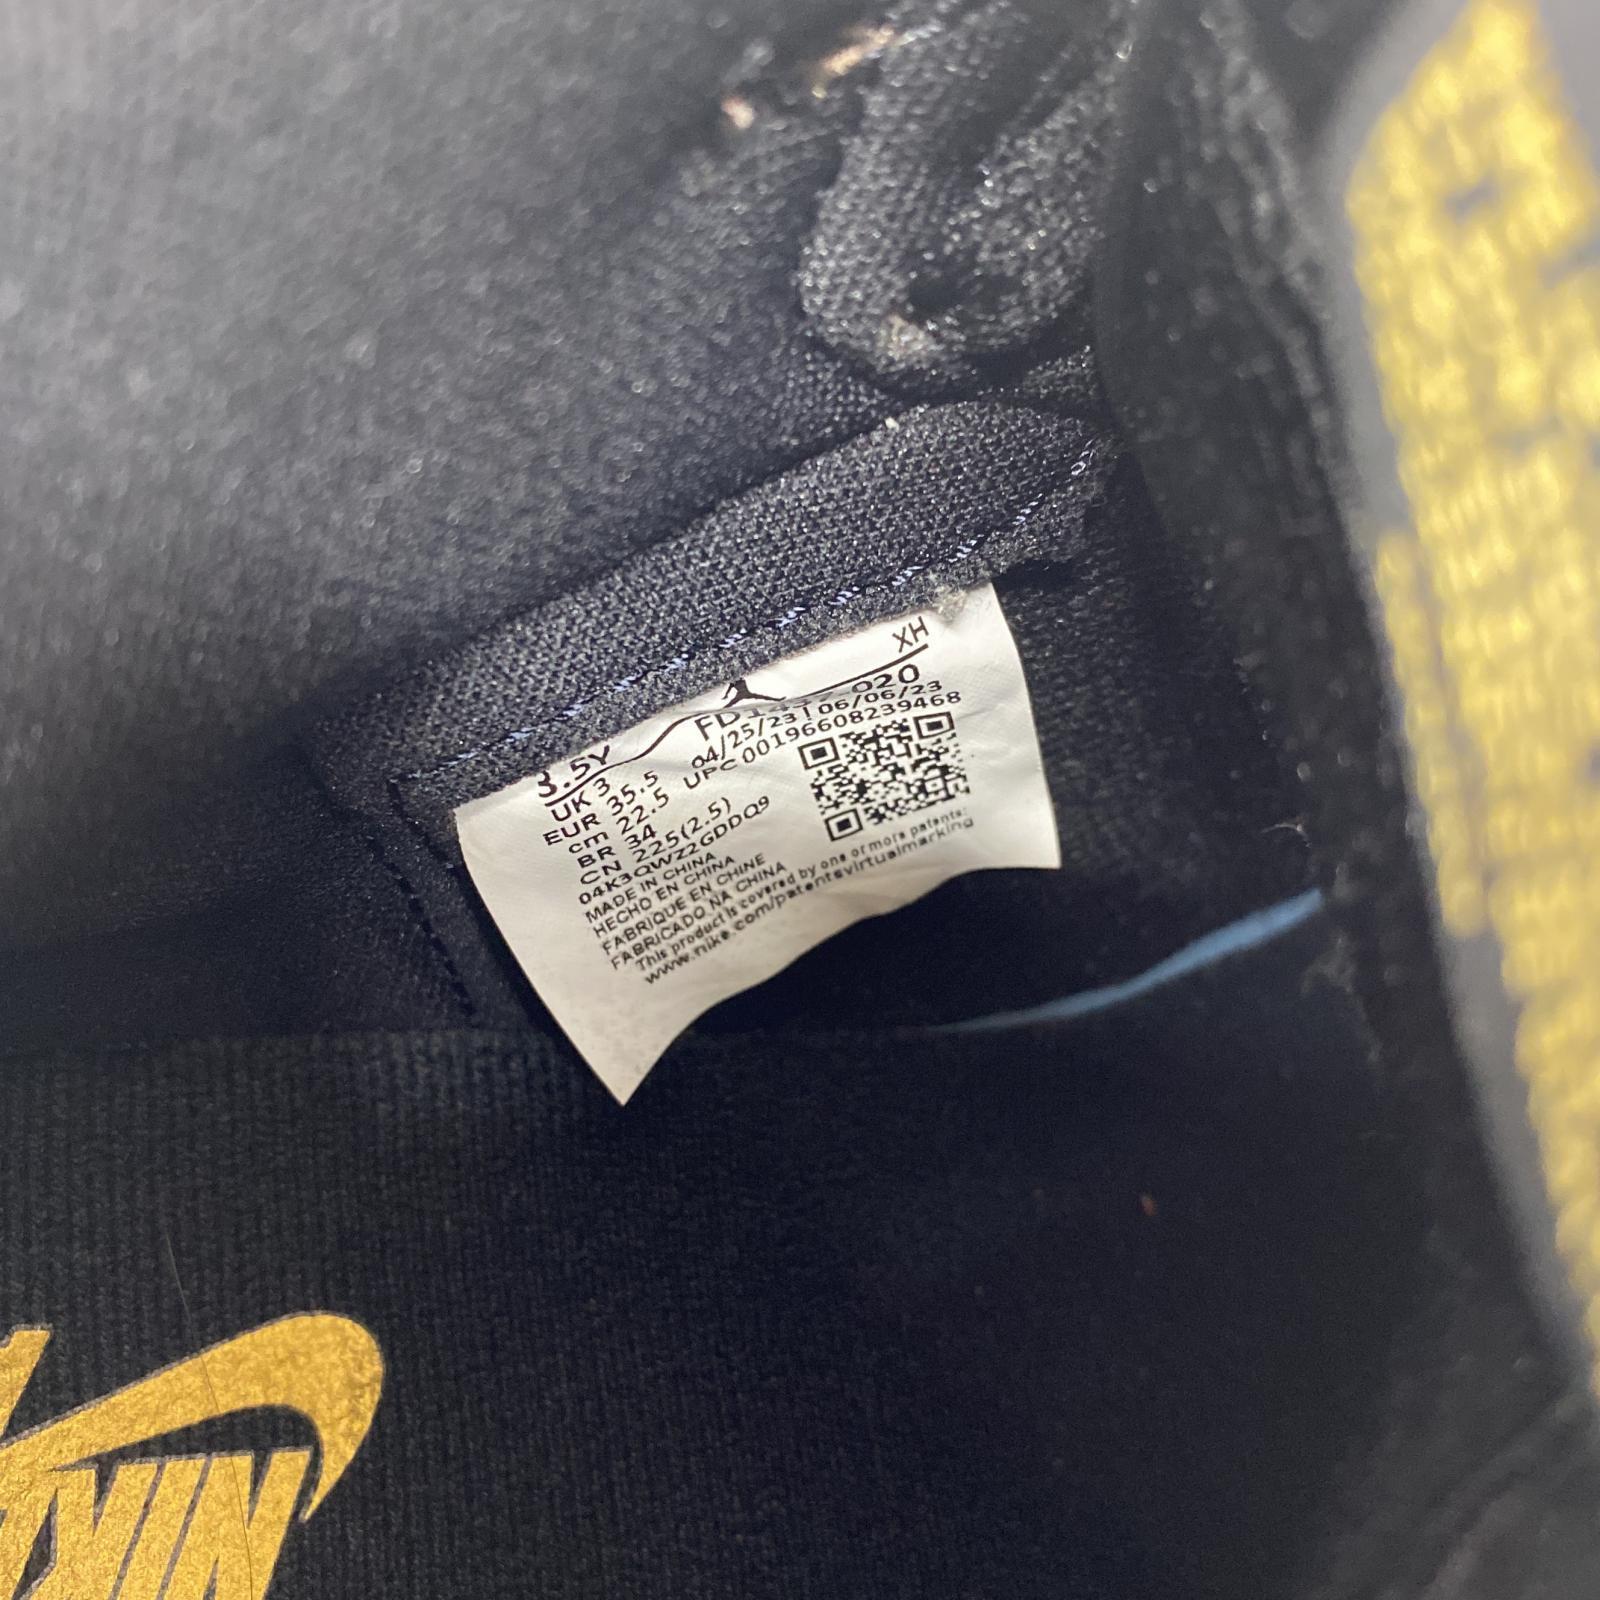 XH
3.5Y
FD1437-020
UK 3
04/25/23 | 06/06/23
EUR 35.5
UPC 00196608239468
cm 22.5
BR 34
CN 225(2.5)
04K3QWZ2GDDQ9
MADE IN CHINA
HECHO EN CHINA
FABRIQUE EN CHINE
FABRICADO NA CHINA
This product is covered by one or more patents:
www.nike.com/patentsvirtualmarking